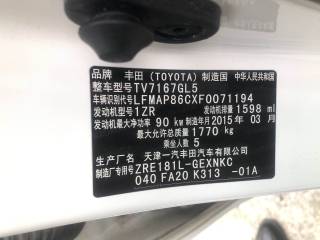 品牌 丰田 (TOYOTA) 制造国 中华人民共和国
整车型号 TV7167GL5
车辆识别代号 LFMAP86CXF0071194
发动机型号 1ZR 发动机排量 1598 ml
发动机最大净功率 90 kw 制造年月 2015年 03 月
最大允许总质量 1770 kg
乘坐人数 5
天津一汽丰田汽车有限公司
制造厂专用号 ZRE181L-GEXNKC
040 FA20 K313 -01A